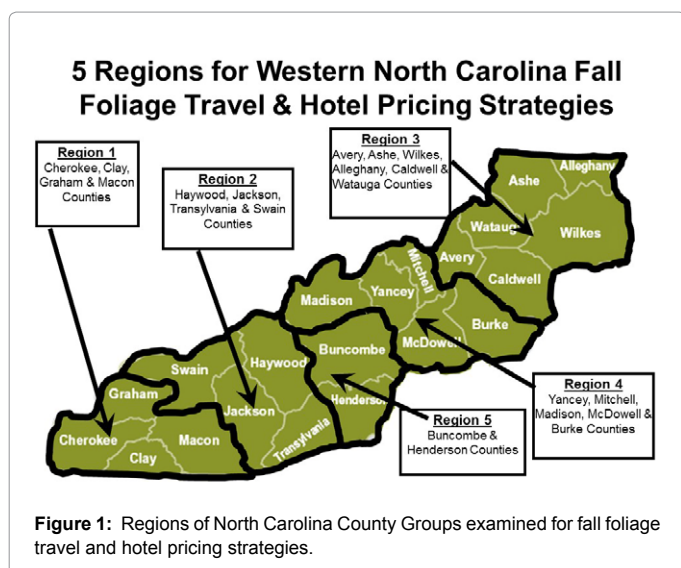 5 Regions for Western North Carolina Fall
Foliage Travel & Hotel Pricing Strategies
Region 1
Cherokee, Clay,
Graham & Macon
Counties
Region 2
Haywood, Jackson,
Transylvania & Swain
Counties
Region 3
Avery, Ashe, Wilkes,
Alleghany, Caldwell &
Watauga Counties
Alleghany
Ashe
Wataug
Wilkes
Avery
Mitchell
Caldwell
Yancey
Madison
Burke
McDowell
Buncombe
Haywood
Swain
Henderson
Graham
Jackson
Cherokee
Macon
Transylvania
Clay
Region 4
Yancey, Mitchell,
Madison, McDowell &
Burke Counties
Region 5
Buncombe &
Henderson Counties
Figure 1: Regions of North Carolina County Groups examined for fall foliage
travel and hotel pricing strategies.